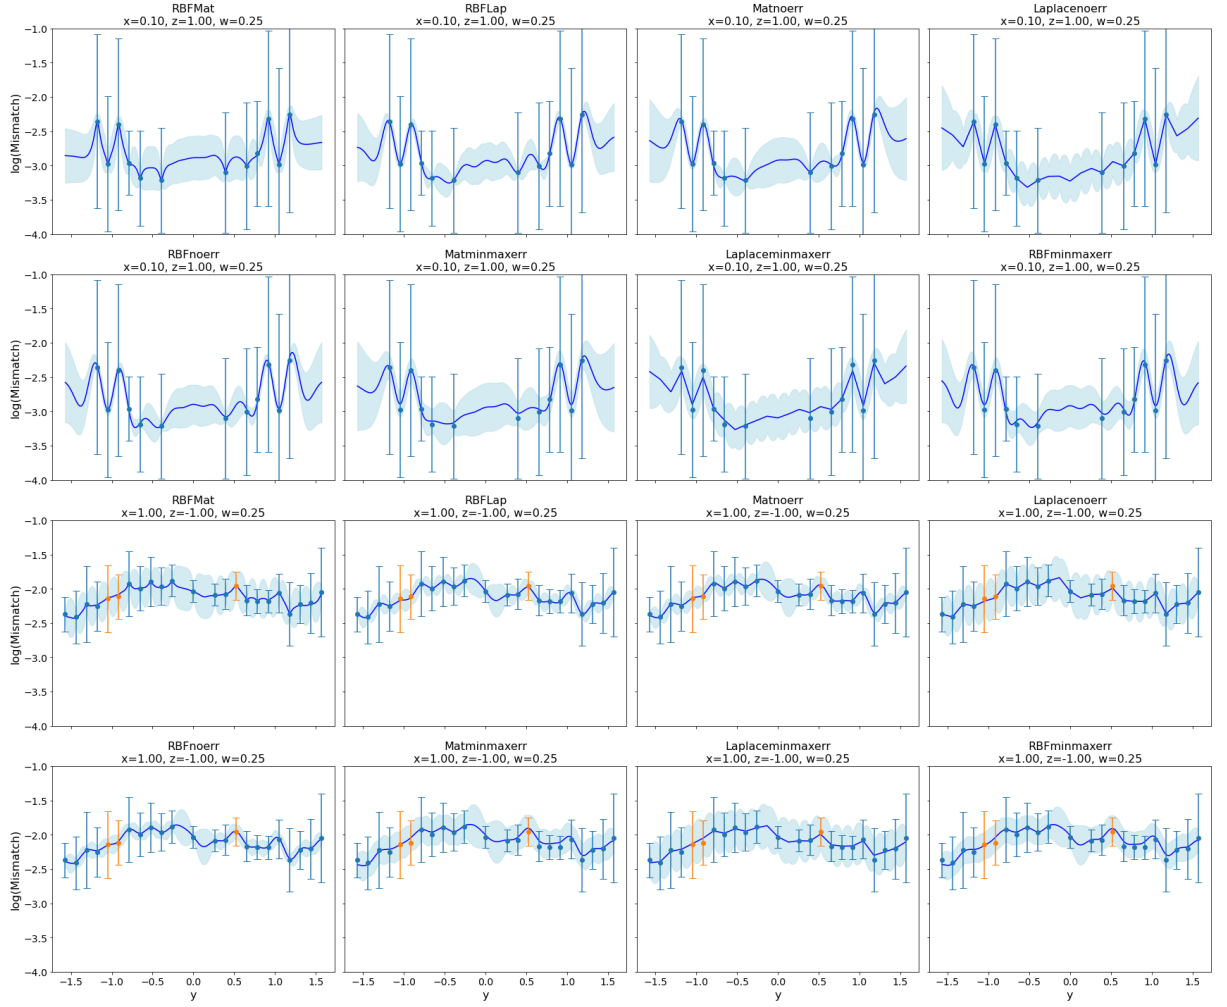 RBFMat
x=0.10, z=1.00, w=0.25
RBFLap
x=0.10, z=1.00, w=0.25
Matnoerr
x=0.10, z=1.00, w=0.25
Laplacenoerr
x=0.10, z=1.00, w=0.25
log(Mismatch)
−1.0
−1.5
−2.0
−2.5
−3.0
−3.5
−4.0
RBFnoerr
x=0.10, z=1.00, w=0.25
Matminmaxerr
x=0.10, z=1.00, w=0.25
Laplaceminmaxerr
x=0.10, z=1.00, w=0.25
RBFminmaxerr
x=0.10, z=1.00, w=0.25
log(Mismatch)
−1.0
−1.5
−2.0
−2.5
−3.0
−3.5
−4.0
RBFMat
x=1.00, z=-1.00, w=0.25
RBFLap
x=1.00, z=-1.00, w=0.25
Matnoerr
x=1.00, z=-1.00, w=0.25
Laplacenoerr
x=1.00, z=-1.00, w=0.25
log(Mismatch)
−1.0
−1.5
−2.0
−2.5
−3.0
−3.5
−4.0
RBFnoerr
x=1.00, z=-1.00, w=0.25
Matminmaxerr
x=1.00, z=-1.00, w=0.25
Laplaceminmaxerr
x=1.00, z=-1.00, w=0.25
RBFminmaxerr
x=1.00, z=-1.00, w=0.25
log(Mismatch)
−1.0
−1.5
−2.0
−2.5
−3.0
−3.5
−4.0
−1.5 −1.0 −0.5 0.0 0.5 1.0 1.5
y
−1.5 −1.0 −0.5 0.0 0.5 1.0 1.5
y
−1.5 −1.0 −0.5 0.0 0.5 1.0 1.5
y
−1.5 −1.0 −0.5 0.0 0.5 1.0 1.5
y